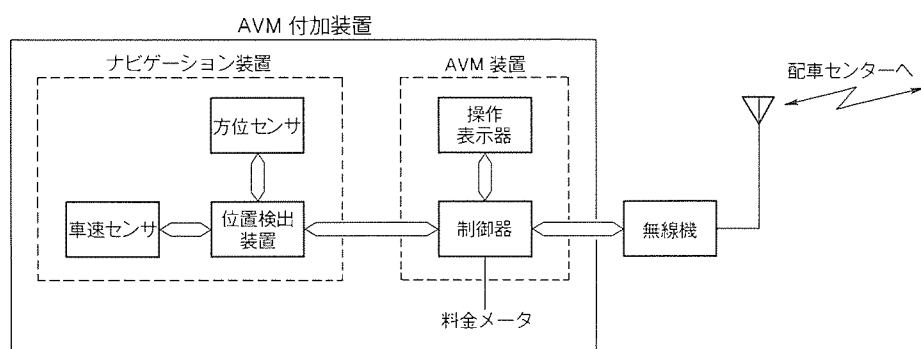 AVM 付加装置
ナビゲーション装置
AVM 装置
配車センターへ
方位センサ
操作
表示器
車速センサ
位置検出
装置
制御器
無線機
料金メータ